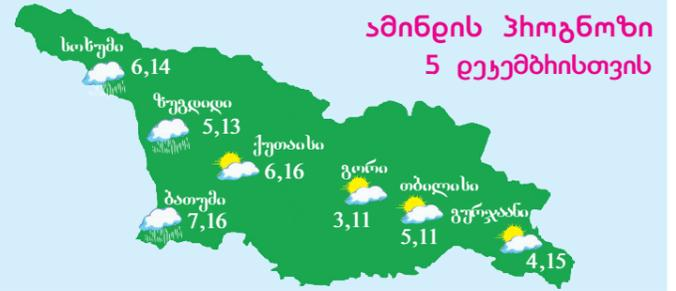 ამინდის პროგნოზი
5 დეკემბრისთვის
სოხუმი
6,14
ზუგდიდი
5,13
ქუთაისი
6,16
გორი
3,11
თბილისი
5,11
ბათუმი
7,16
გურჯაანი
4,15